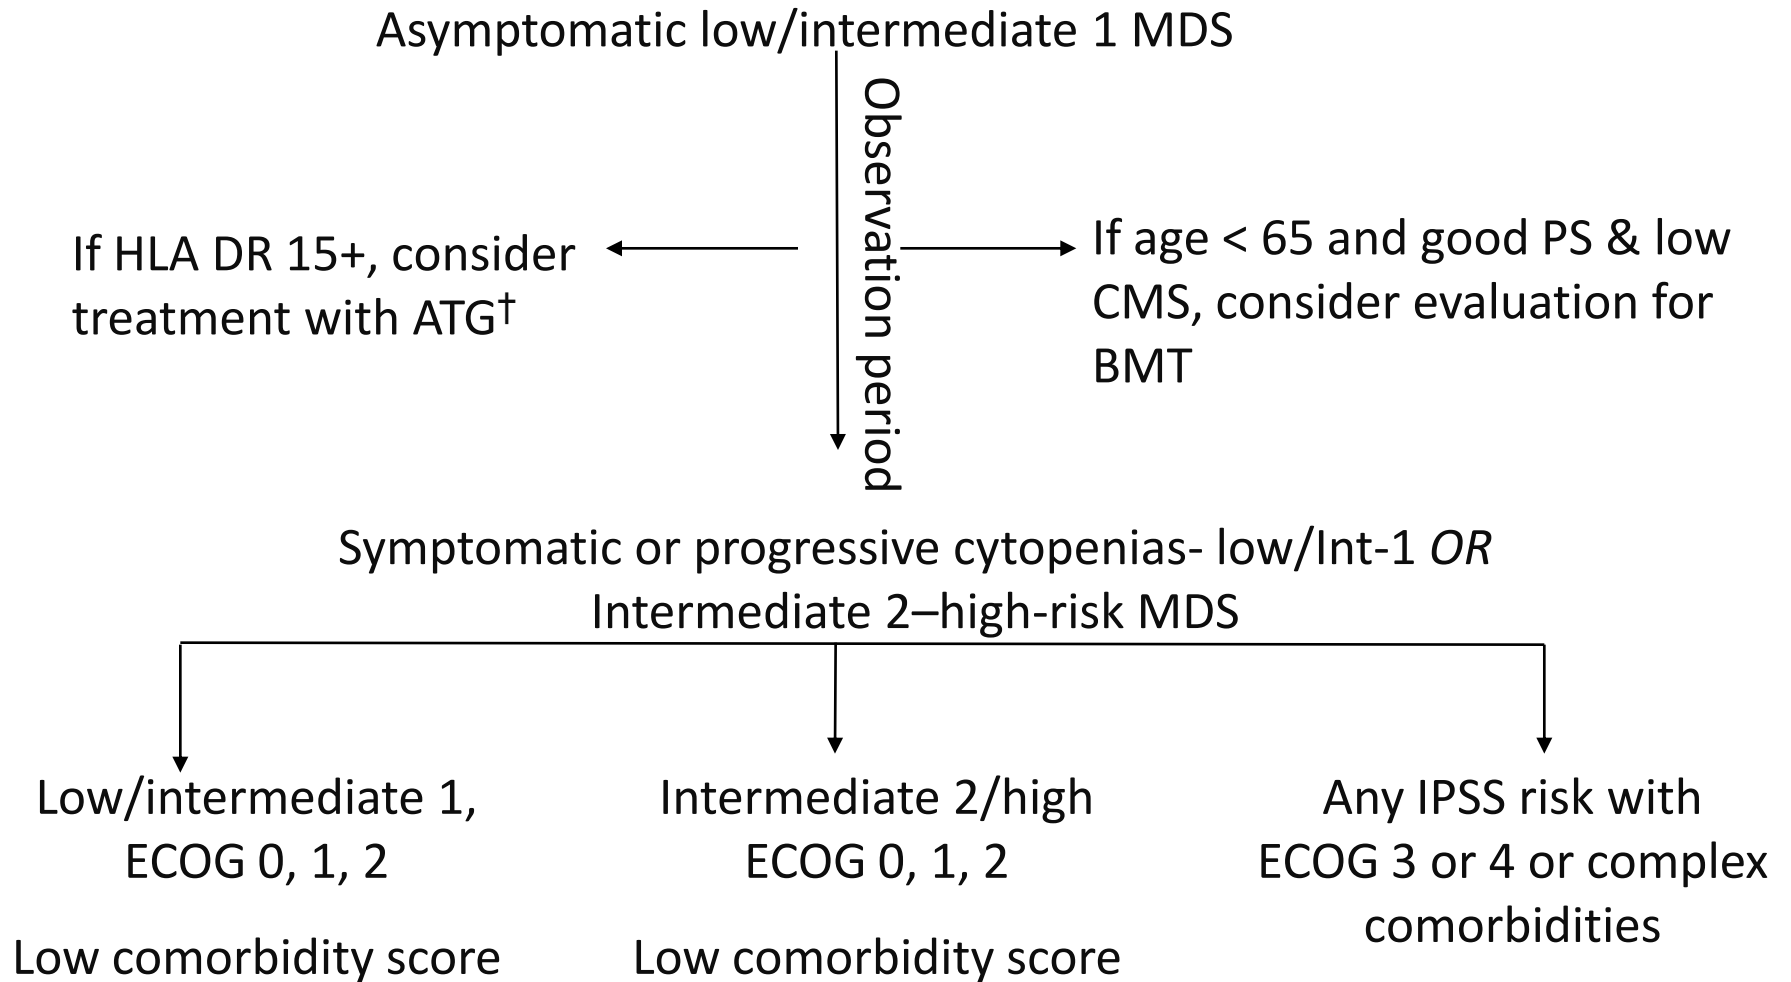 Asymptomatic low/intermediate 1 MDS
Observation period
If HLA DR 15+, consider
treatment with ATG†
If age < 65 and good PS & low
CMS, consider evaluation for
BMT
Symptomatic or progressive cytopenias- low/Int-1 OR
Intermediate 2–high-risk MDS
Low/intermediate 1,
ECOG 0, 1, 2
Low comorbidity score
Intermediate 2/high
ECOG 0, 1, 2
Low comorbidity score
Any IPSS risk with
ECOG 3 or 4 or complex
comorbidities